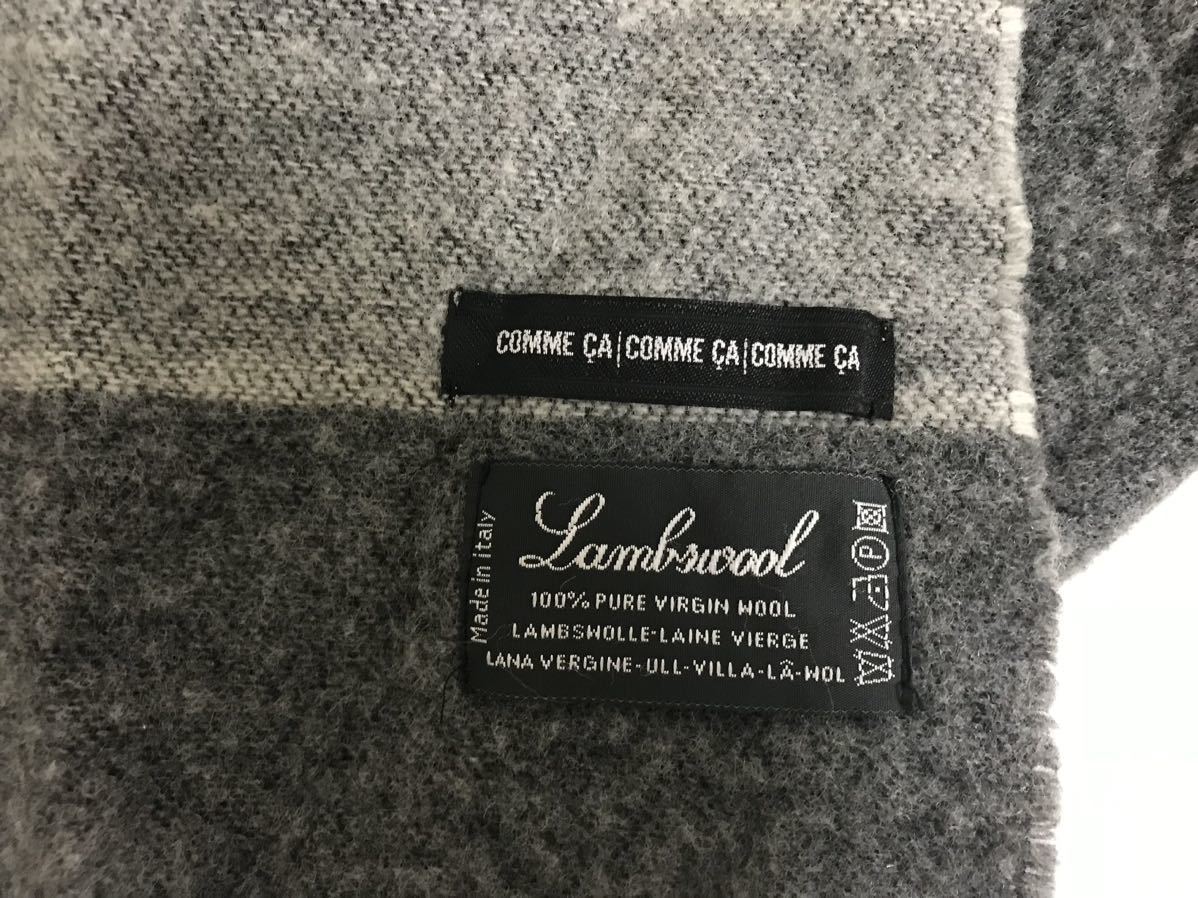 COMME ÇA|COMME ÇA|COMME ÇA
Made in italy
Lambswool
100% PURE VIRGIN WOOL
LAMBSWOLLE-LAINE VIERGE
LANA VERGINE-ULL-VILLA-LÂ-WOL
P